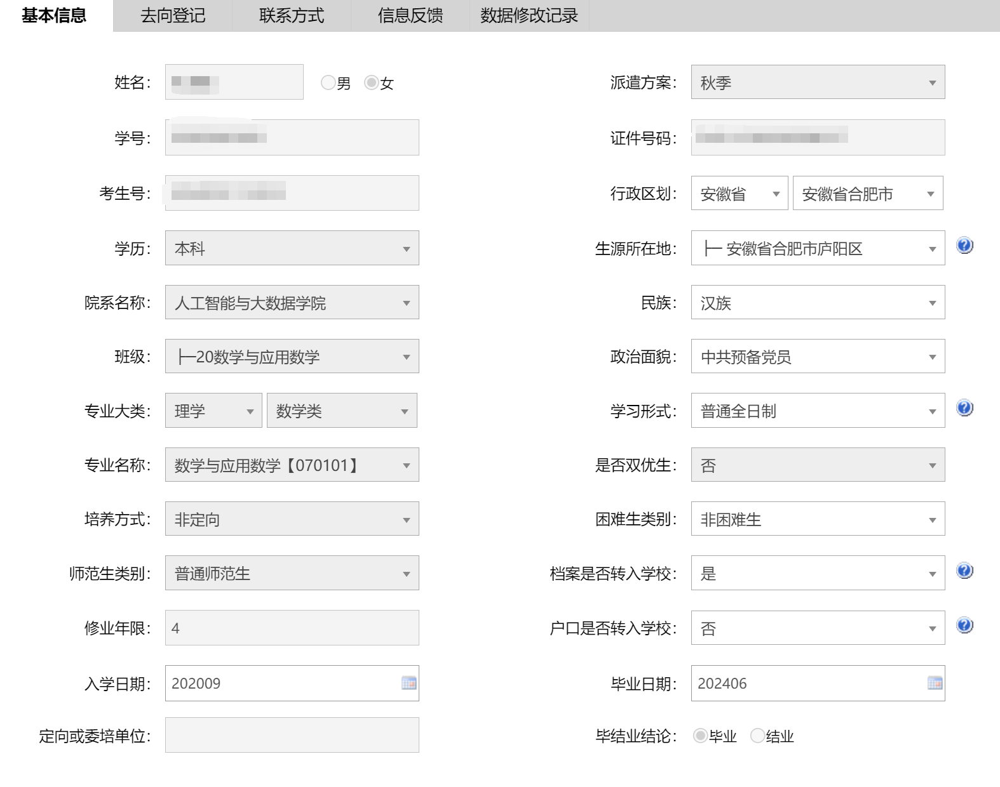 基本信息 去向登记 联系方式 信息反馈 数据修改记录
姓名： 男 女 派遣方案： 秋季
学号： 证件号码：
考生号： 行政区划： 安徽省 安徽省合肥市
学历： 本科 生源所在地： ├─ 安徽省合肥市庐阳区
院系名称： 人工智能与大数据学院 民族： 汉族
班级： ├─20数学与应用数学 政治面貌： 中共预备党员
专业大类： 理学 数学类 学习形式： 普通全日制
专业名称： 数学与应用数学【070101】 是否双优生： 否
培养方式： 非定向 困难生类别： 非困难生
师范生类别： 普通师范生 档案是否转入学校： 是
修业年限： 4 户口是否转入学校： 否
入学日期： 202009 毕业日期： 202406
定向或委培单位： 毕结业结论： 毕业 结业